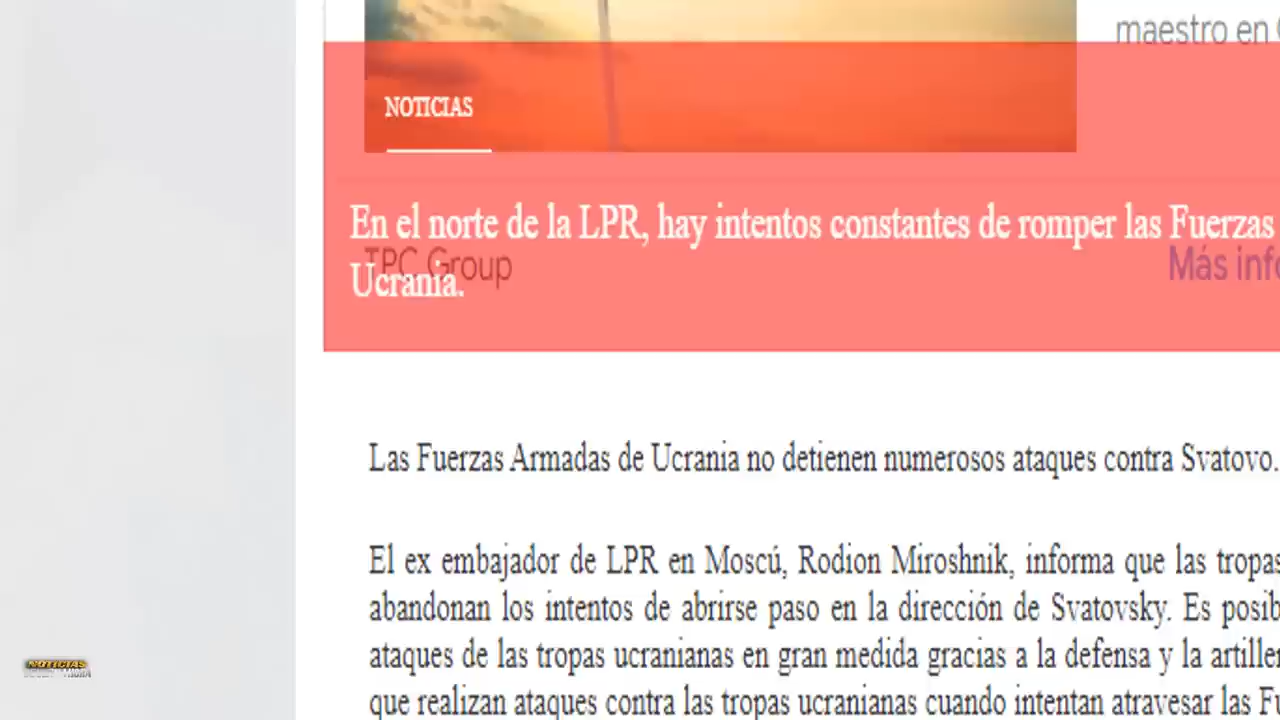 maestro en
NOTICIAS
En el norte de la LPR, hay intentos constantes de romper las Fuerzas
TPC Group
Más info
Ucrania.
Las Fuerzas Armadas de Ucrania no detienen numerosos ataques contra Svatovo.
El ex embajador de LPR en Moscú, Rodion Miroshnik, informa que las tropas
abandonan los intentos de abrirse paso en la dirección de Svatovsky. Es posib
ataques de las tropas ucranianas en gran medida gracias a la defensa y la artiller
que realizan ataques contra las tropas ucranianas cuando intentan atravesar las Fu
NOTICIAS